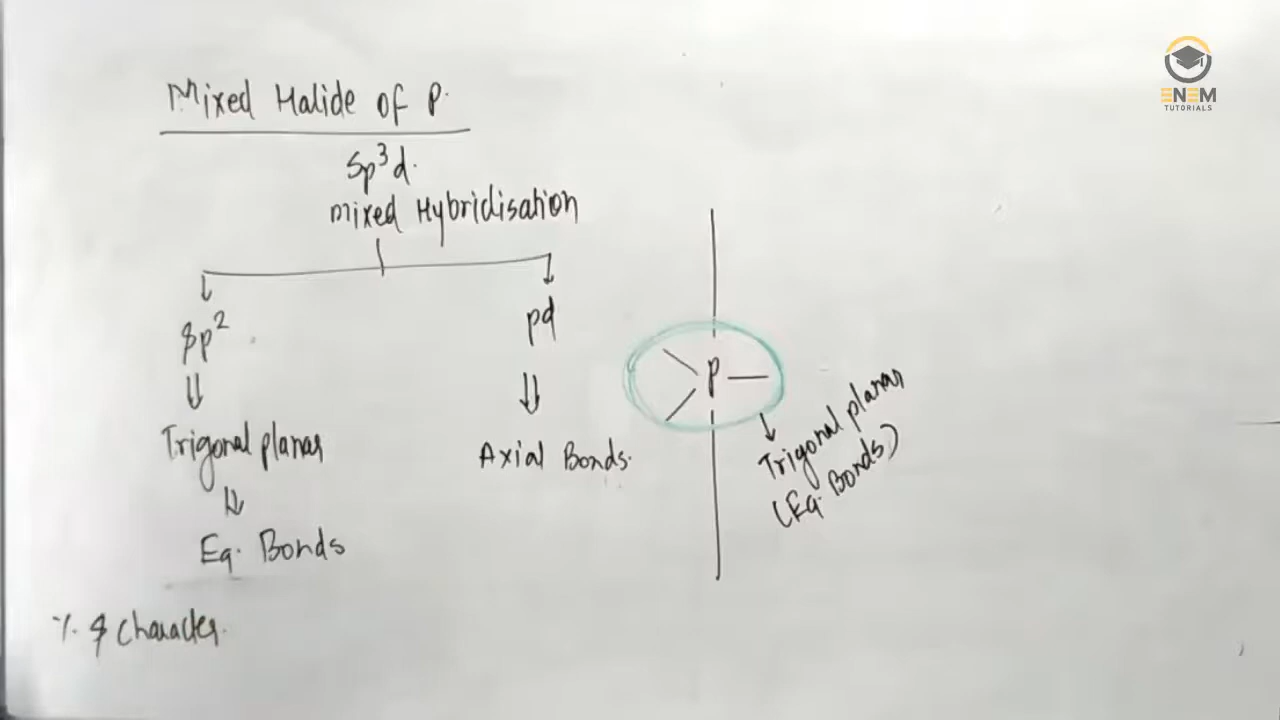 Mixed Halide of P.
Sp³d.
Mixed Hybridisation
Sp²
pd
Trigonal planar
Axial Bonds.
Eq. Bonds
% S Character.
P
Trigonal planar
(Eq. Bonds)
ENEM
TUTORIALS